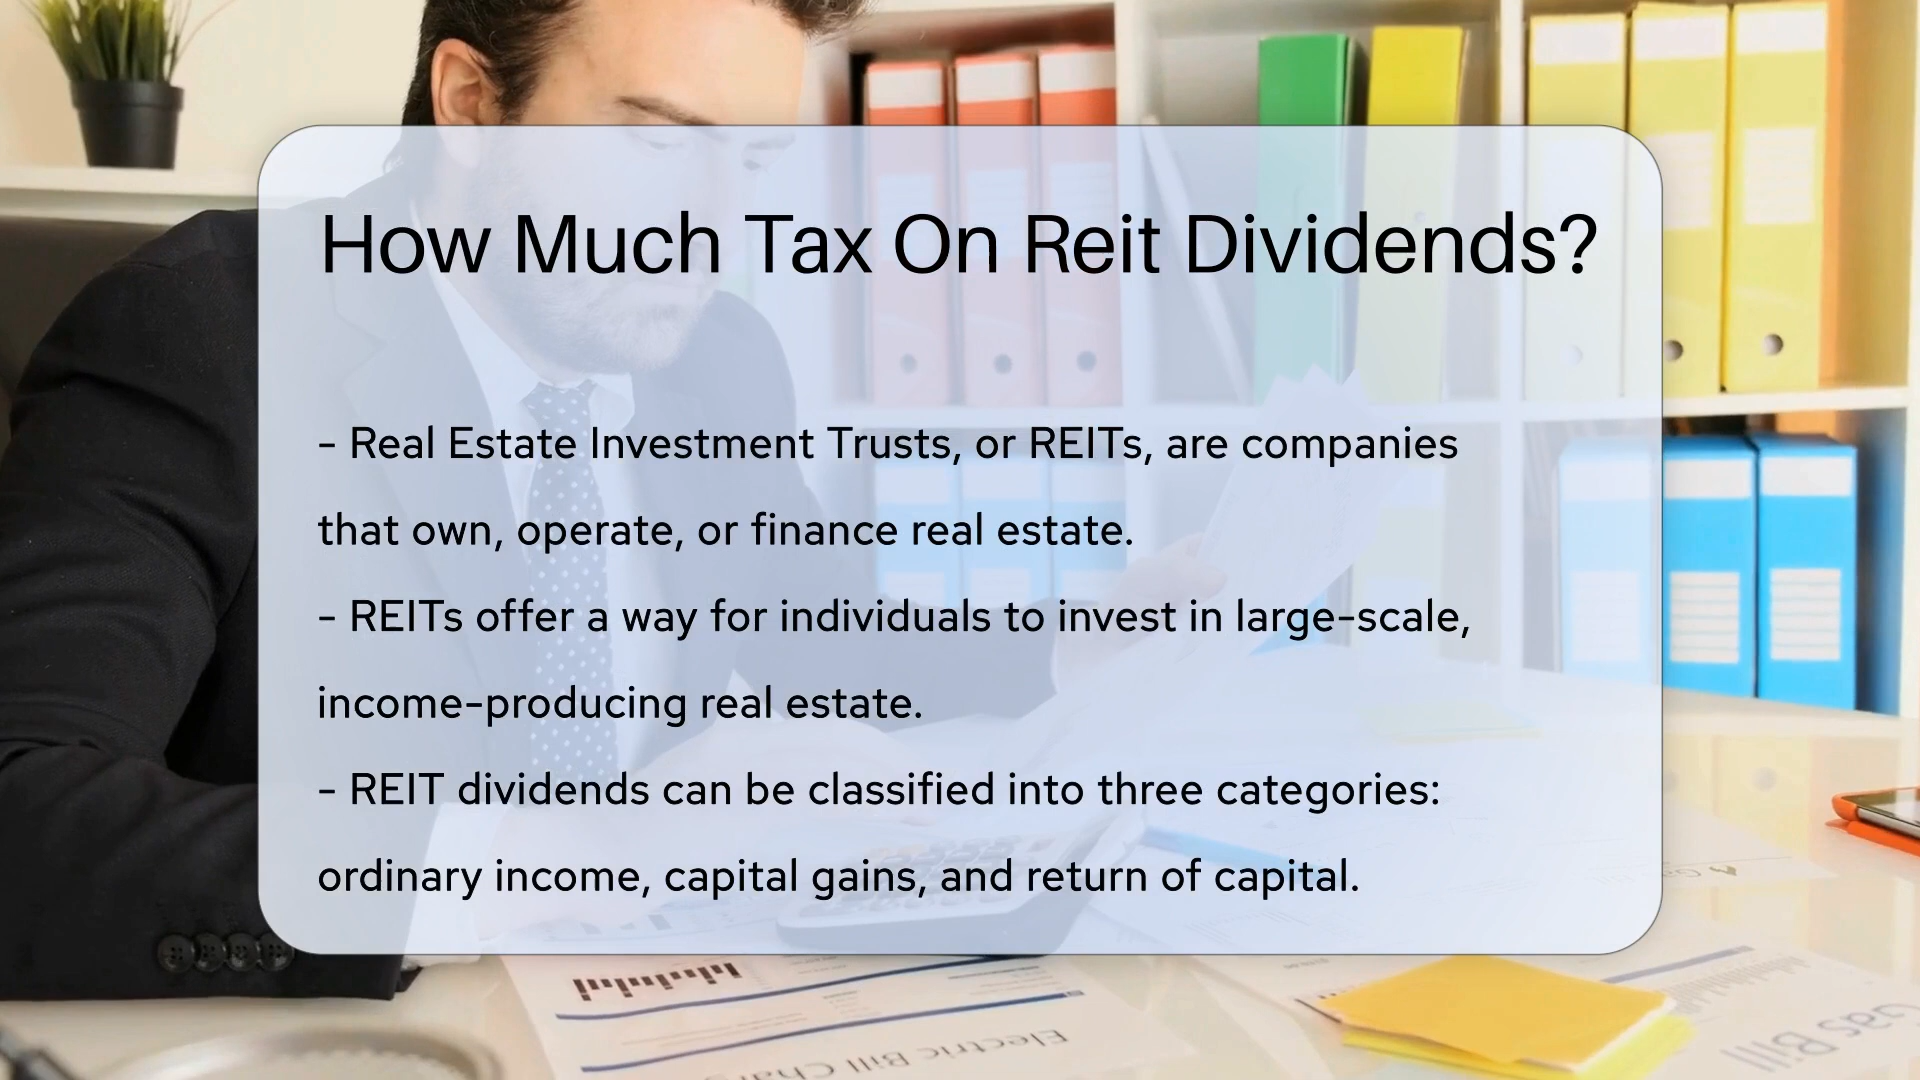 How Much Tax On Reit Dividends?
- Real Estate Investment Trusts, or REITs, are companies
that own, operate, or finance real estate.
- REITs offer a way for individuals to invest in large-scale,
income-producing real estate.
- REIT dividends can be classified into three categories:
ordinary income, capital gains, and return of capital.
Electric Bill
Gas Bill